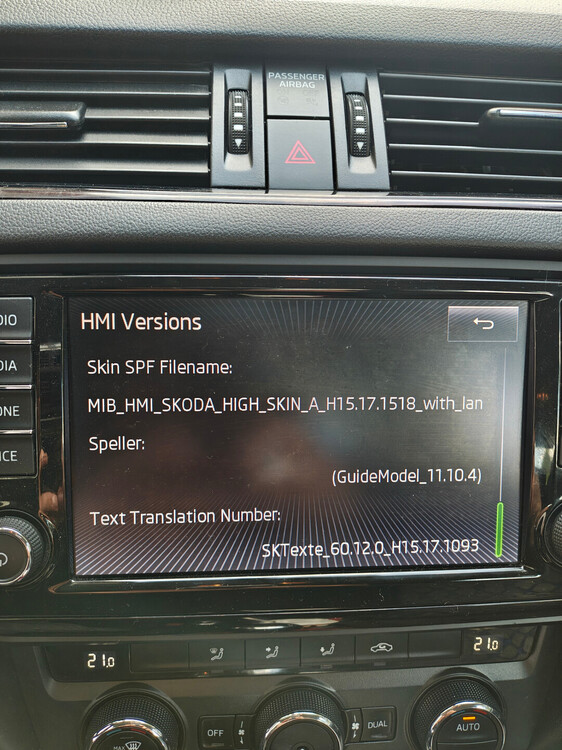 PASSENGER
AIRBAG
HMI Versions
Skin SPF Filename:
MIB_HMI_SKODA_HIGH_SKIN_A_H15.17.1518_with_lan
Speller:
(GuideModel_11.10.4)
Text Translation Number:
SKTexte_60.12.0_H15.17.1093
DIO
DIA
ONE
ICE
21.0
21.0
OFF
DUAL
AUTO
MAX